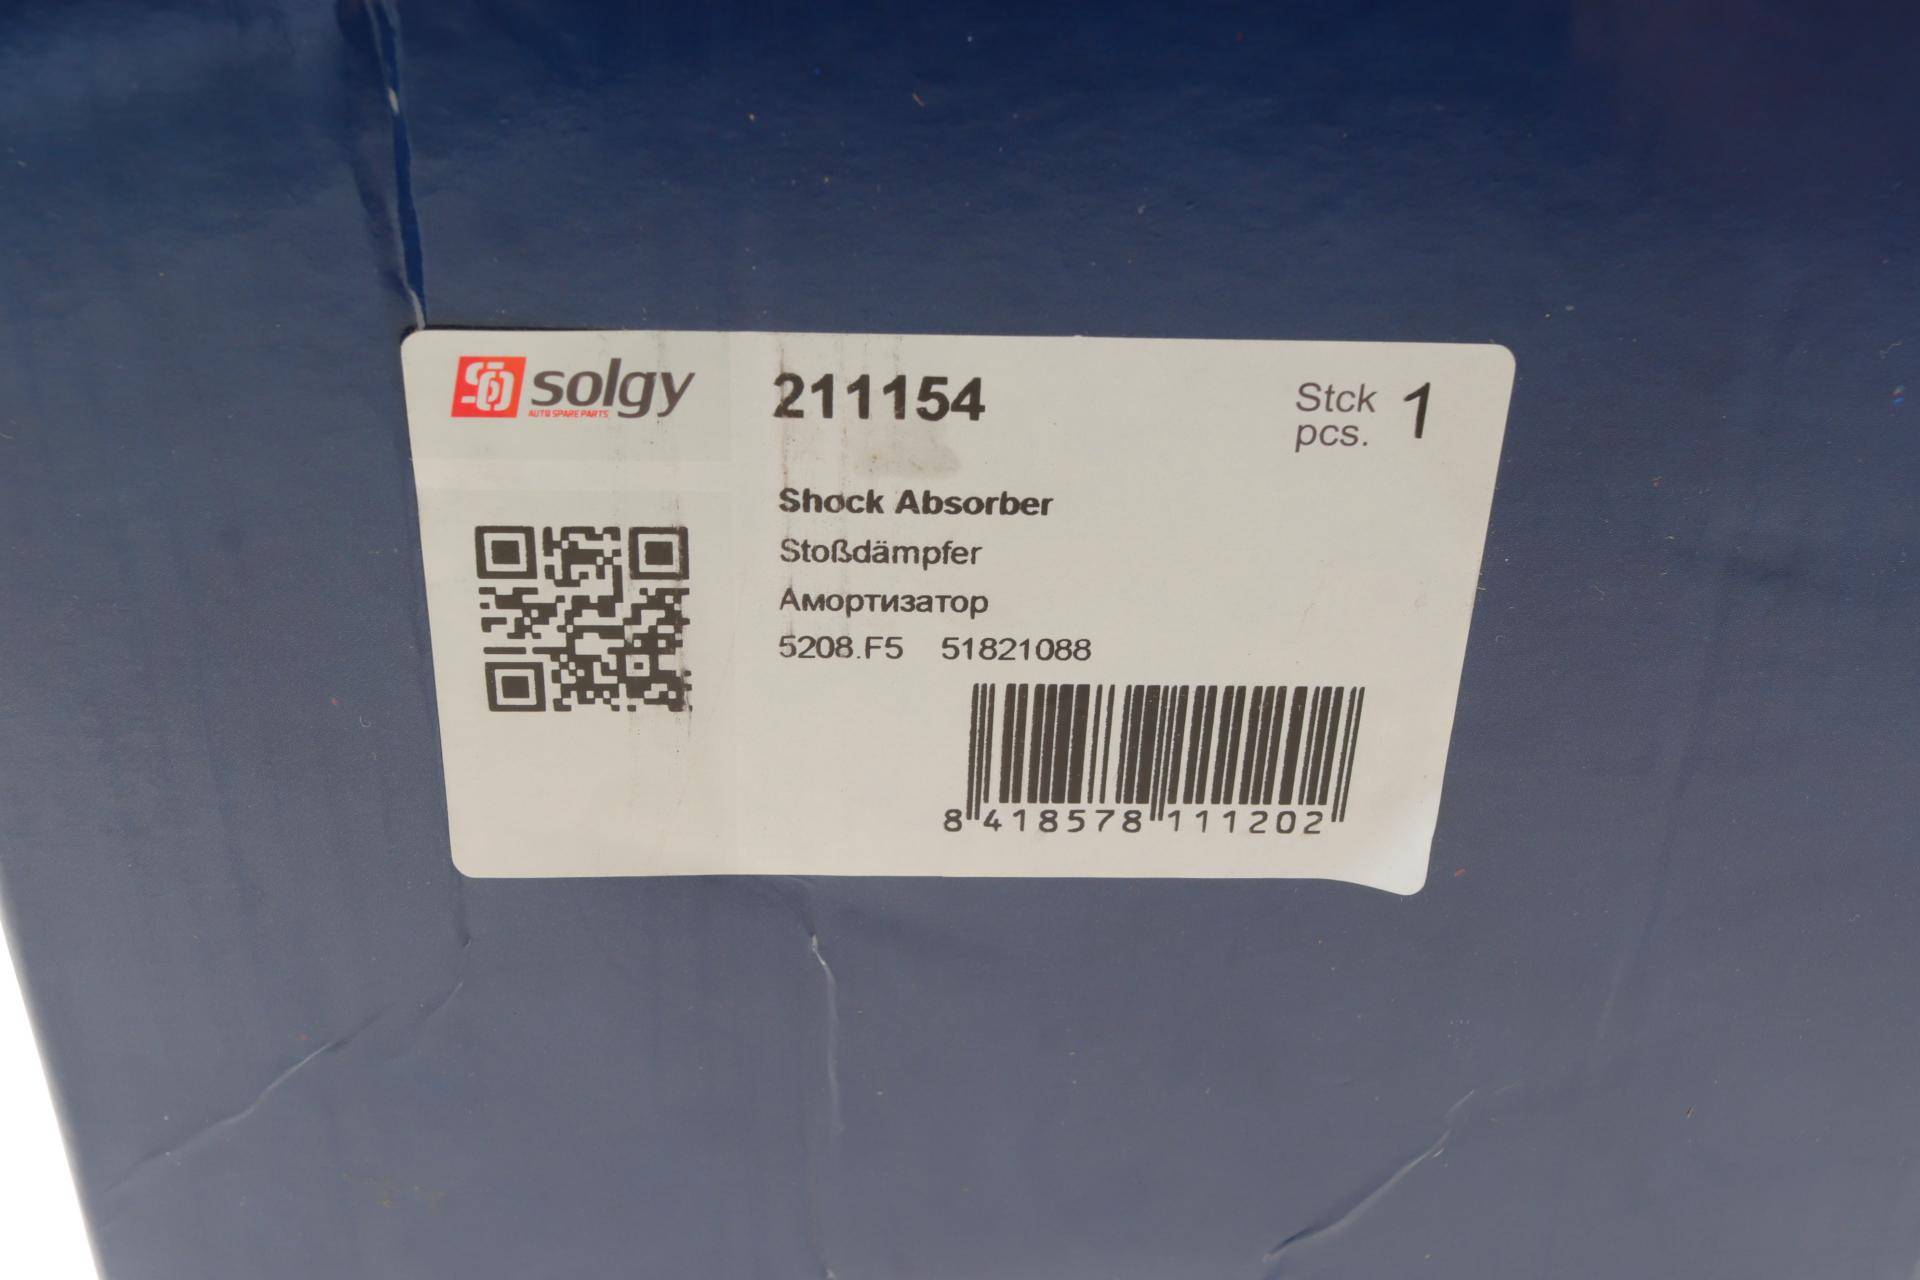 solgy
AUTO SPARE PARTS
211154
Stck
pcs. 1
Shock Absorber
Stoßdämpfer
Амортизатор
5208.F5 51821088
8 418578 111202